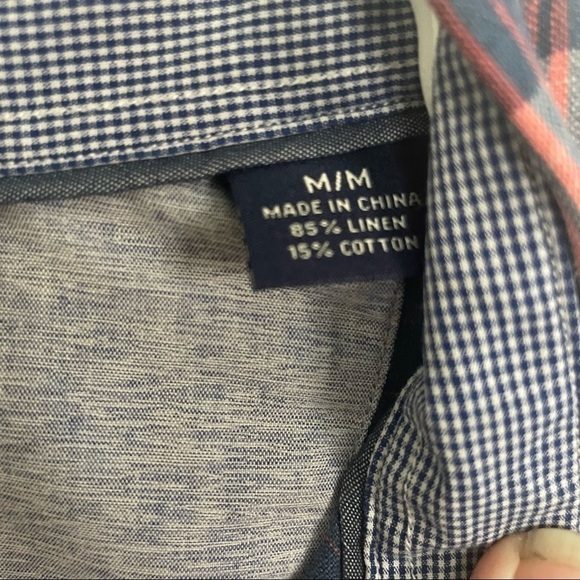 M/M
MADE IN CHINA
85% LINEN
15% COTTON